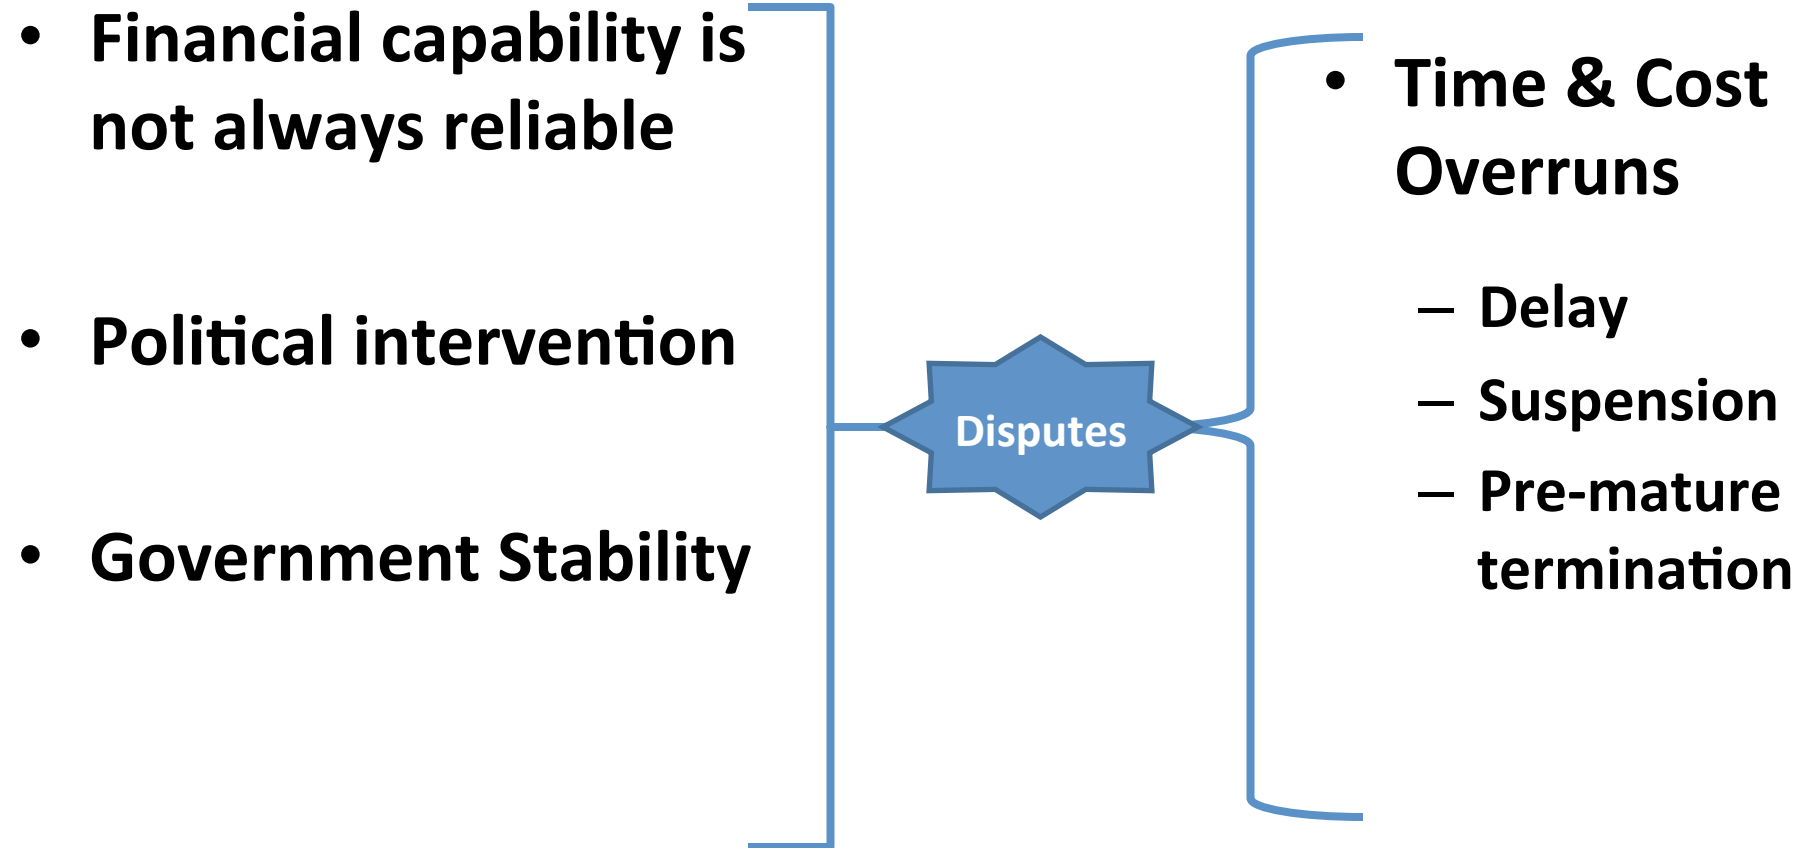 • Financial capability is
not always reliable
• Political intervention
• Government Stability
Disputes
• Time & Cost
Overruns
– Delay
– Suspension
– Pre-mature
termination